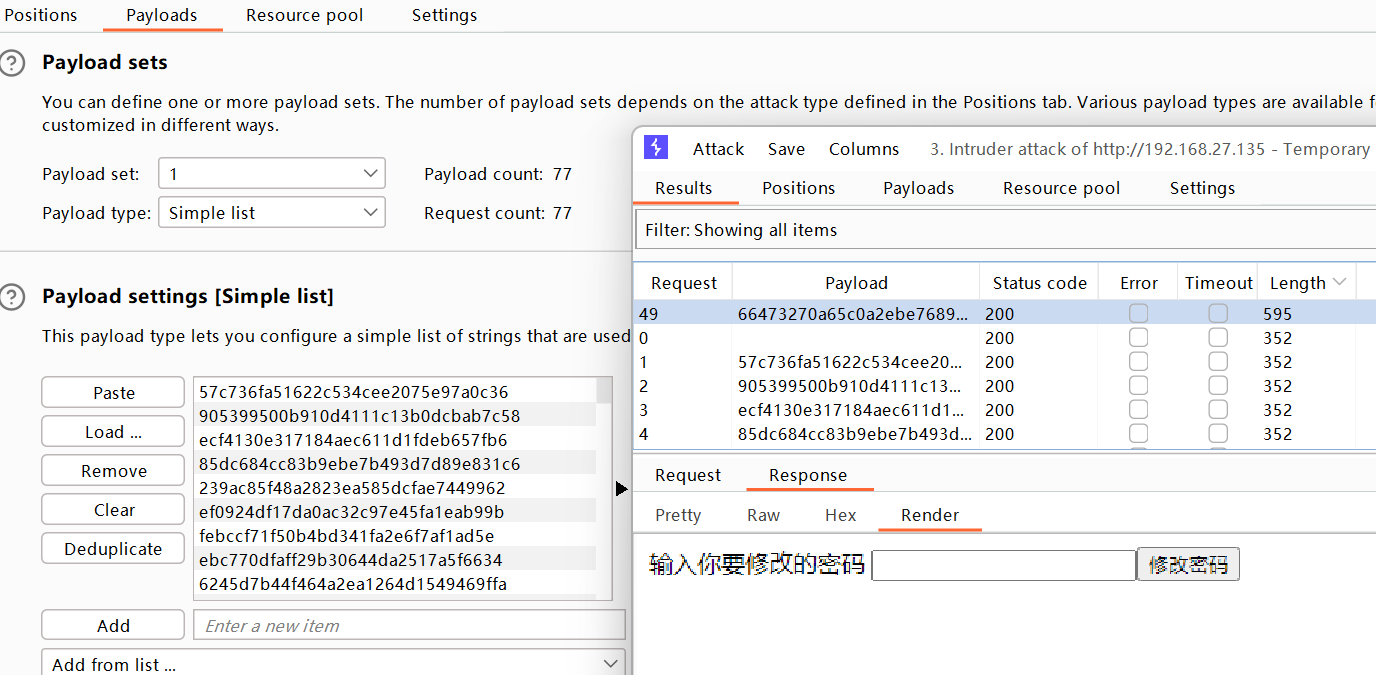 Positions Payloads Resource pool Settings
Payload sets
You can define one or more payload sets. The number of payload sets depends on the attack type defined in the Positions tab. Various payload types are available
customized in different ways.
Payload set: 1 Payload count: 77
Payload type: Simple list Request count: 77
Payload settings [Simple list]
This payload type lets you configure a simple list of strings that are used
Paste
Load ...
Remove
Clear
Deduplicate
57c736fa51622c534cee2075e97a0c36
905399500b910d4111c13b0dcbab7c58
ecf4130e317184aec611d1fdeb657fb6
85dc684cc83b9ebe7b493d7d89e831c6
239ac85f48a2823ea585dcfae7449962
ef0924df17da0ac32c97e45fa1eab99b
febccf71f50b4bd341fa2e6f7af1ad5e
ebc770dfaff29b30644da2517a5f6634
6245d7b44f464a2ea1264d1549469ffa
Add Enter a new item
Add from list ...
Attack Save Columns 3. Intruder attack of http://192.168.27.135 - Temporary
Results Positions Payloads Resource pool Settings
Filter: Showing all items
Request Payload Status code Error Timeout Length
49 66473270a65c0a2ebe7689... 200 595
0 200 352
1 57c736fa51622c534cee20... 200 352
2 905399500b910d4111c13... 200 352
3 ecf4130e317184aec611d1... 200 352
4 85dc684cc83b9ebe7b493d... 200 352
Request Response
Pretty Raw Hex Render
输入你要修改的密码 修改密码